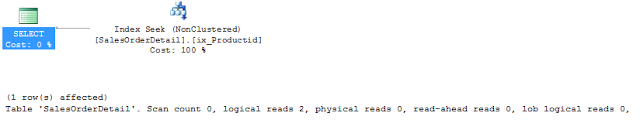 SELECT
Cost: 0 %
Index Seek (NonClustered)
[SalesOrderDetail].[ix_Productid]
Cost: 100 %
(1 row(s) affected)
Table 'SalesOrderDetail'. Scan count 0, logical reads 2, physical reads 0, read-ahead reads 0, lob logical reads 0,